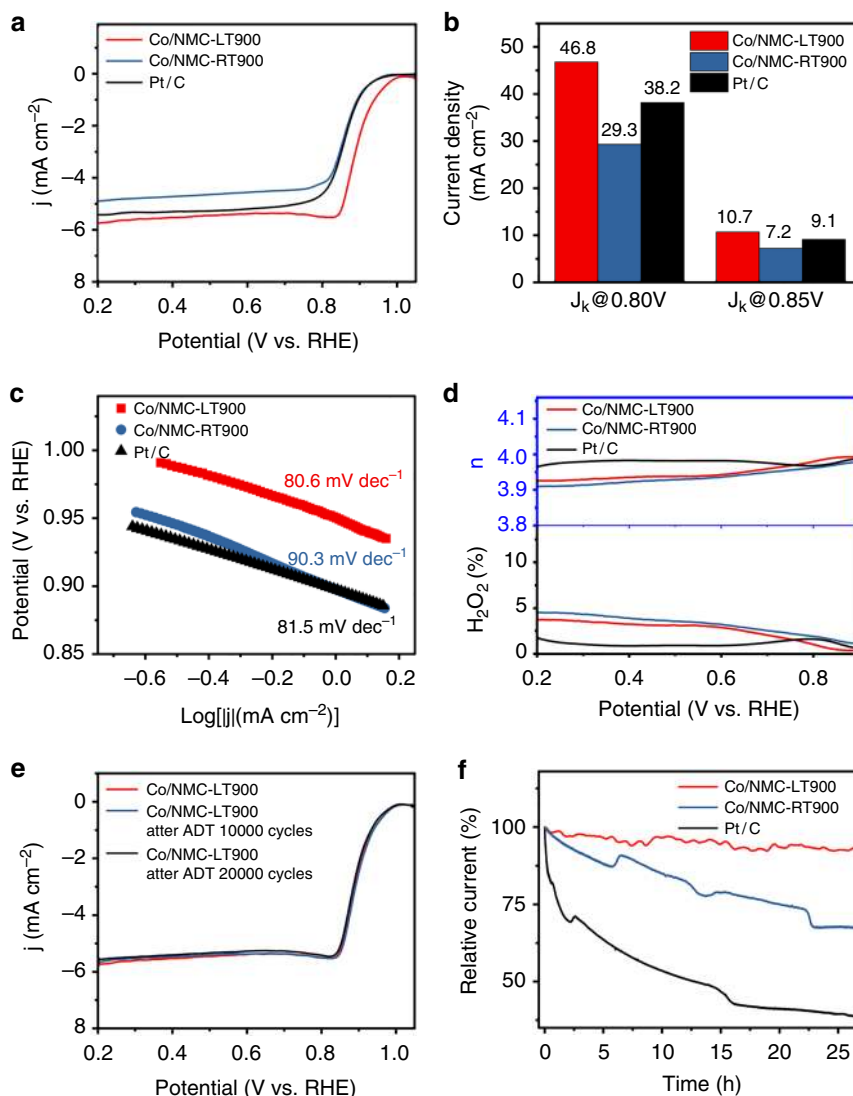 a
Co/NMC-LT900
Co/NMC-RT900
Pt/C
j (mA cm−2)
0
−2
−4
−6
8
0.2
0.4
0.6
0.8
1.0
Potential (V vs. RHE)
b
Co/NMC-LT900
Co/NMC-RT900
Pt/C
Current density
(mA cm−2)
50
40
30
20
10
0
46.8
29.3
38.2
10.7
7.2
9.1
Jk@0.80V
Jk@0.85V
c
Co/NMC-LT900
Co/NMC-RT900
Pt/C
Potential (V vs. RHE)
1.00
0.95
0.90
0.85
80.6 mV dec−1
90.3 mV dec−1
81.5 mV dec−1
−0.6
−0.4
−0.2
0.0
0.2
Log[|j|(mA cm−2)]
d
Co/NMC-LT900
Co/NMC-RT900
Pt/C
n
4.1
4.0
3.9
3.8
H2O2 (%)
10
5
0
0.2
0.4
0.6
0.8
Potential (V vs. RHE)
e
Co/NMC-LT900
Co/NMC-LT900
atter ADT 10000 cycles
Co/NMC-LT900
atter ADT 20000 cycles
j (mA cm−2)
0
−2
−4
−6
8
0.2
0.4
0.6
0.8
1.0
Potential (V vs. RHE)
f
Co/NMC-LT900
Co/NMC-RT900
Pt/C
Relative current (%)
100
75
50
0
5
10
15
20
25
Time (h)